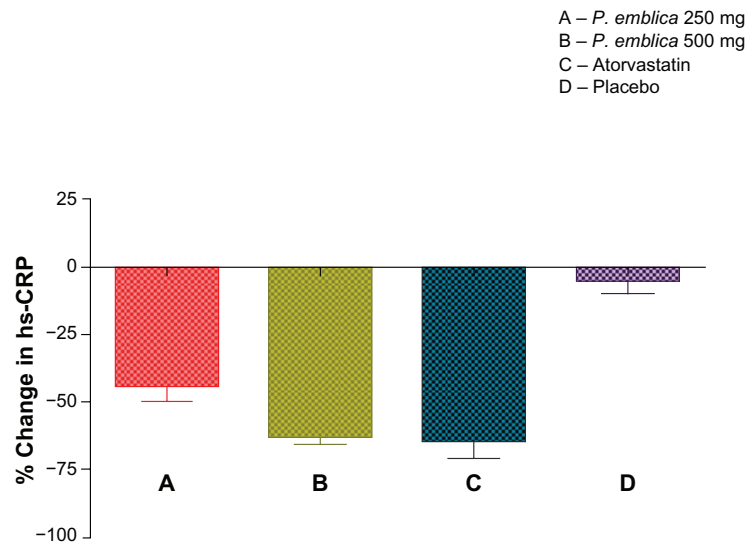 A – P. emblica 250 mg
B – P. emblica 500 mg
C – Atorvastatin
D – Placebo
% Change in hs-CRP
25
0
−25
−50
−75
−100
A B C D